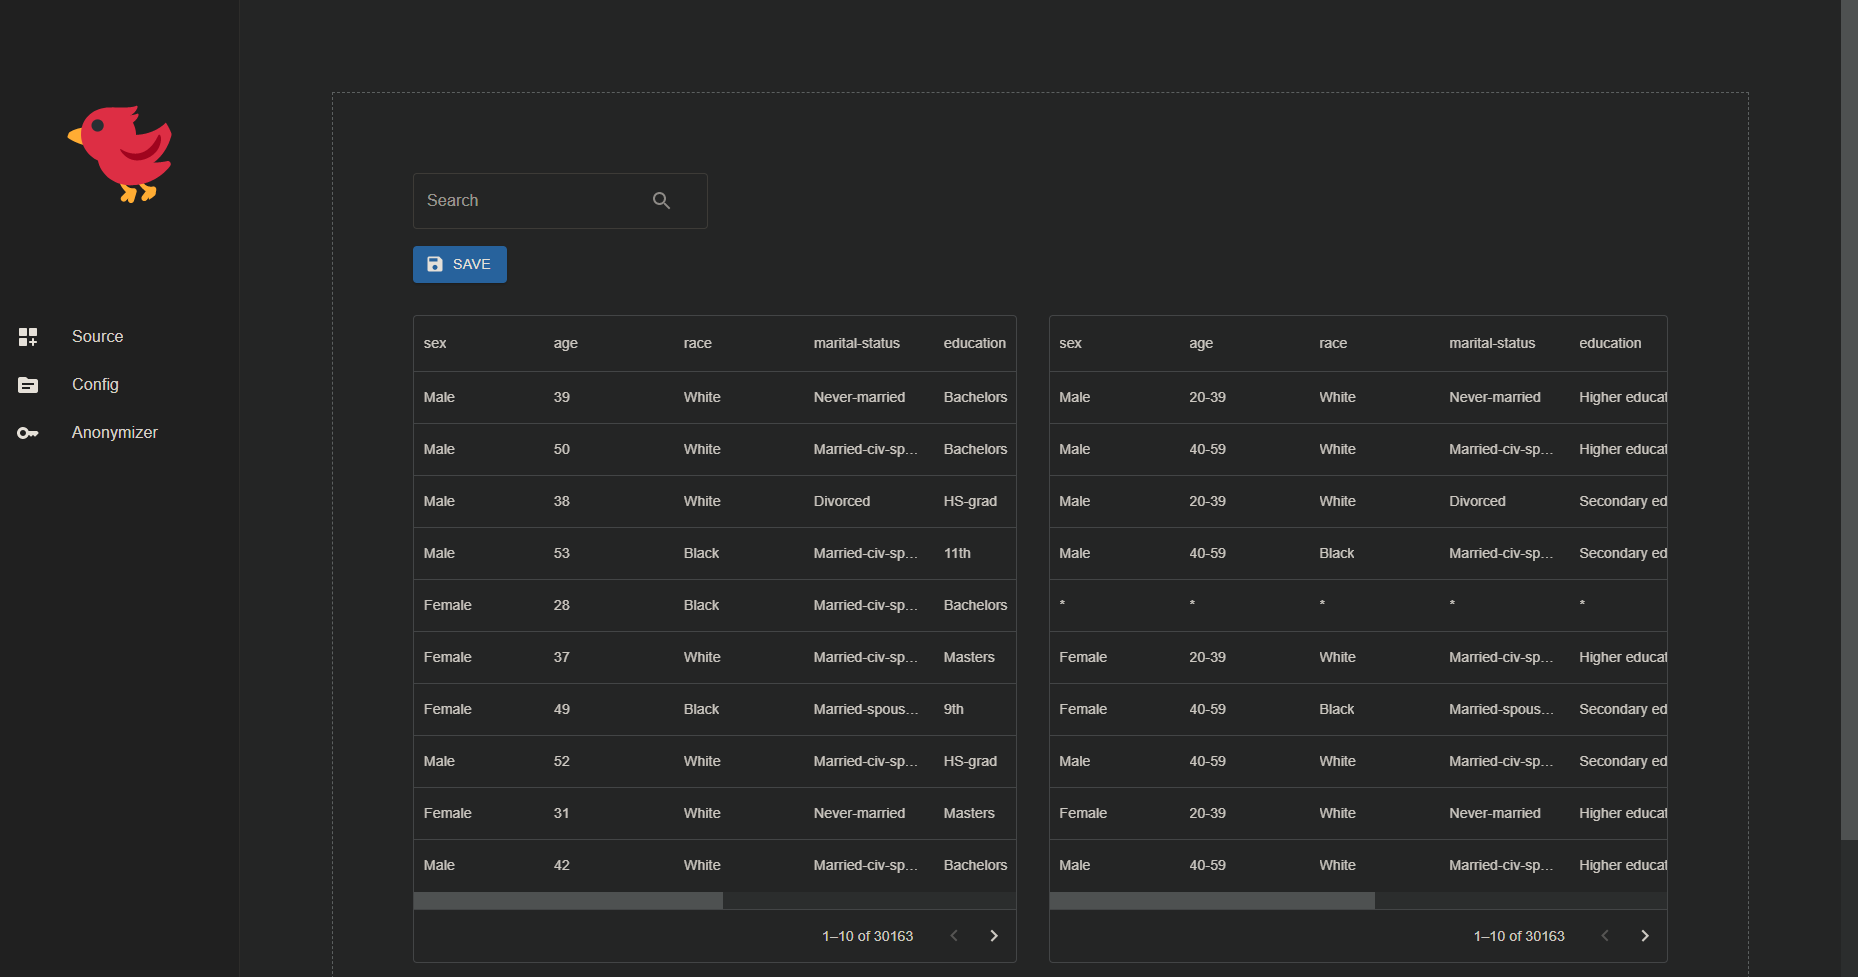 Search
SAVE
Source
Config
Anonymizer
sex age race marital-status education
Male 39 White Never-married Bachelors
Male 50 White Married-civ-sp... Bachelors
Male 38 White Divorced HS-grad
Male 53 Black Married-civ-sp... 11th
Female 28 Black Married-civ-sp... Bachelors
Female 37 White Married-civ-sp... Masters
Female 49 Black Married-spous... 9th
Male 52 White Married-civ-sp... HS-grad
Female 31 White Never-married Masters
Male 42 White Married-civ-sp... Bachelors
1–10 of 30163
sex age race marital-status education
Male 20-39 White Never-married Higher educat
Male 40-59 White Married-civ-sp... Higher educat
Male 20-39 White Divorced Secondary ed
Male 40-59 Black Married-civ-sp... Secondary ed
* * * * *
Female 20-39 White Married-civ-sp... Higher educat
Female 40-59 Black Married-spous... Secondary ed
Male 40-59 White Married-civ-sp... Secondary ed
Female 20-39 White Never-married Higher educat
Male 40-59 White Married-civ-sp... Higher educat
1–10 of 30163